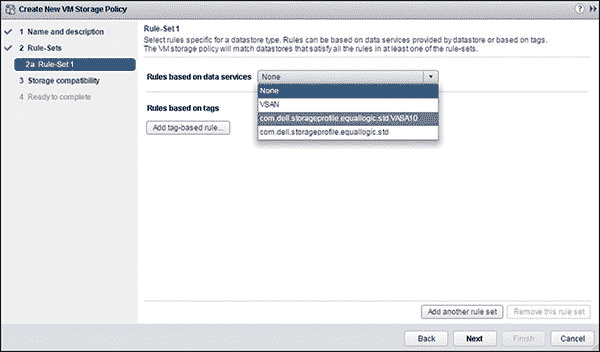 Create New VM Storage Policy
1 Name and description
2 Rule-Sets
2a Rule-Set 1
3 Storage compatibility
4 Ready to complete
Rule-Set 1
Select rules specific for a datastore type. Rules can be based on data services provided by datastore or based on tags.
The VM storage policy will match datastores that satisfy all the rules in at least one of the rule-sets.
Rules based on data services None
None
VSAN
com.dell.storageprofile.equallogic.std.VASA10
com.dell.storageprofile.equallogic.std
Rules based on tags
Add tag-based rule...
Add another rule set Remove this rule set
Back Next Finish Cancel